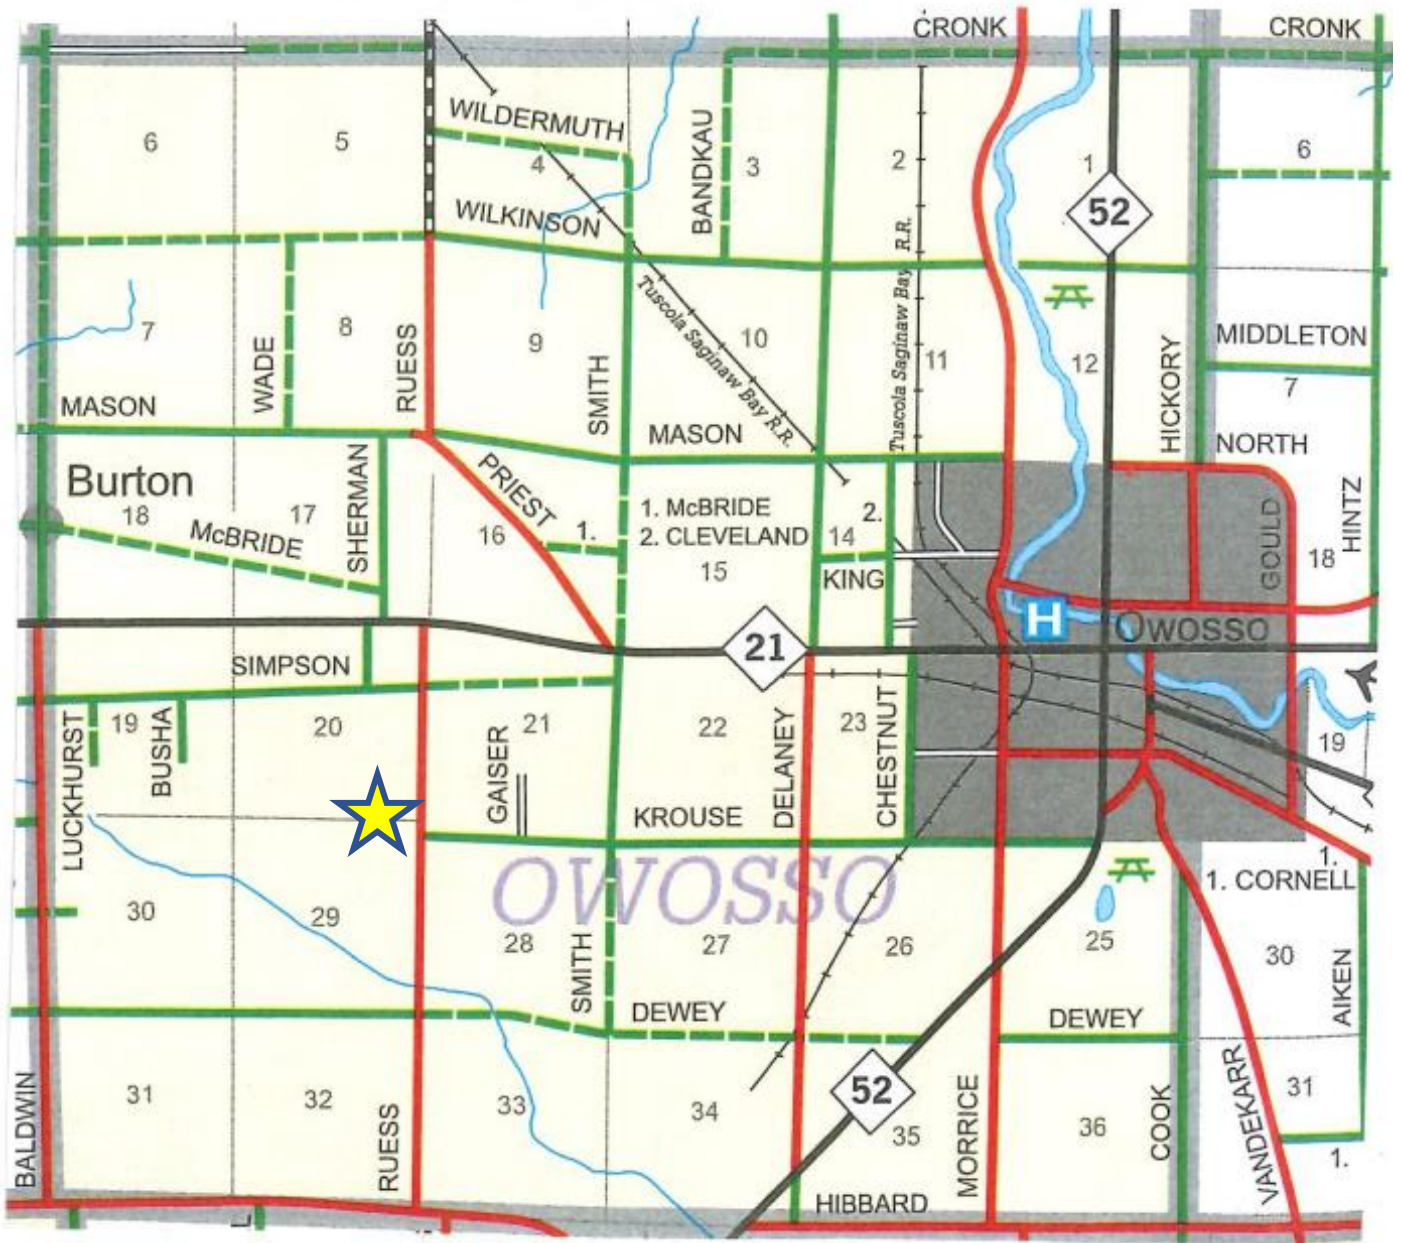 CRONK
CRONK
WILDERMUTH
BANDKAU
6
5
4
3
2
1
6
52
WILKINSON
Tuscola Saginaw Bay R.R.
Tuscola Saginaw Bay R.R.
7
WADE
8
RUESS
9
SMITH
10
11
12
HICKORY
MIDDLETON
7
MASON
MASON
NORTH
Burton
18
17
McBRIDE
SHERMAN
PRIEST
16
1.
1. McBRIDE
2. CLEVELAND
15
2.
14
KING
GOULD
18
HINTZ
H
OWOSSO
21
SIMPSON
LUCKHURST
19
BUSHA
20
GAISER
21
22
DELANEY
23
CHESTNUT
19
KROUSE
OWOSSO
1.
1. CORNELL
30
29
28
SMITH
27
26
25
30
AIKEN
DEWEY
DEWEY
BALDWIN
31
32
RUESS
33
34
52
35
MORRICE
36
COOK
VANDEKARR
31
1.
HIBBARD